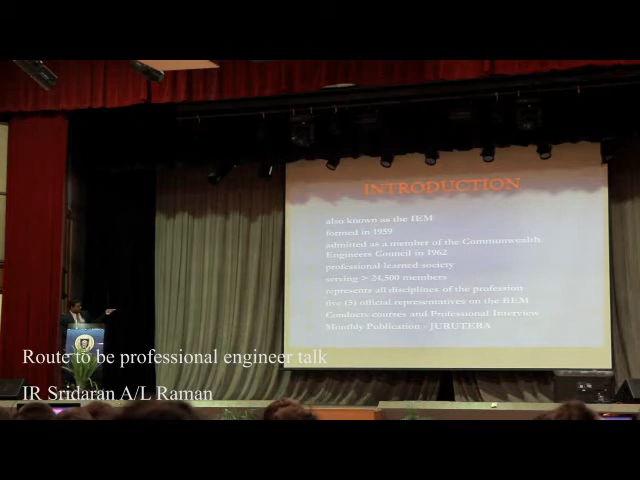 INTRODUCTION
also known as the IEM
formed in 1959
admitted as a member of the Commonwealth
Engineers Council in 1962
professional learned society
serving > 24,500 members
represents all disciplines of the profession
five (5) official representatives on the BEM
Conducts courses and Professional Interview
Monthly Publication - JURUTERA
Route to be professional engineer talk
IR Sridaran A/L Raman